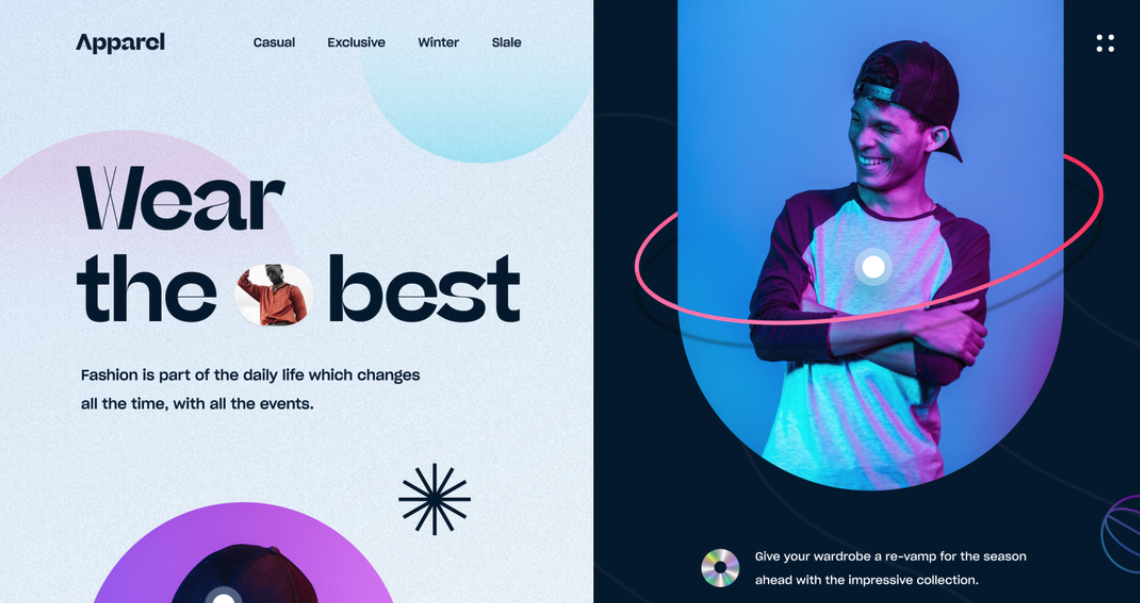 Apparel
Casual Exclusive Winter Slale
Wear
the best
Fashion is part of the daily life which changes
all the time, with all the events.
Give your wardrobe a re-vamp for the season
ahead with the impressive collection.